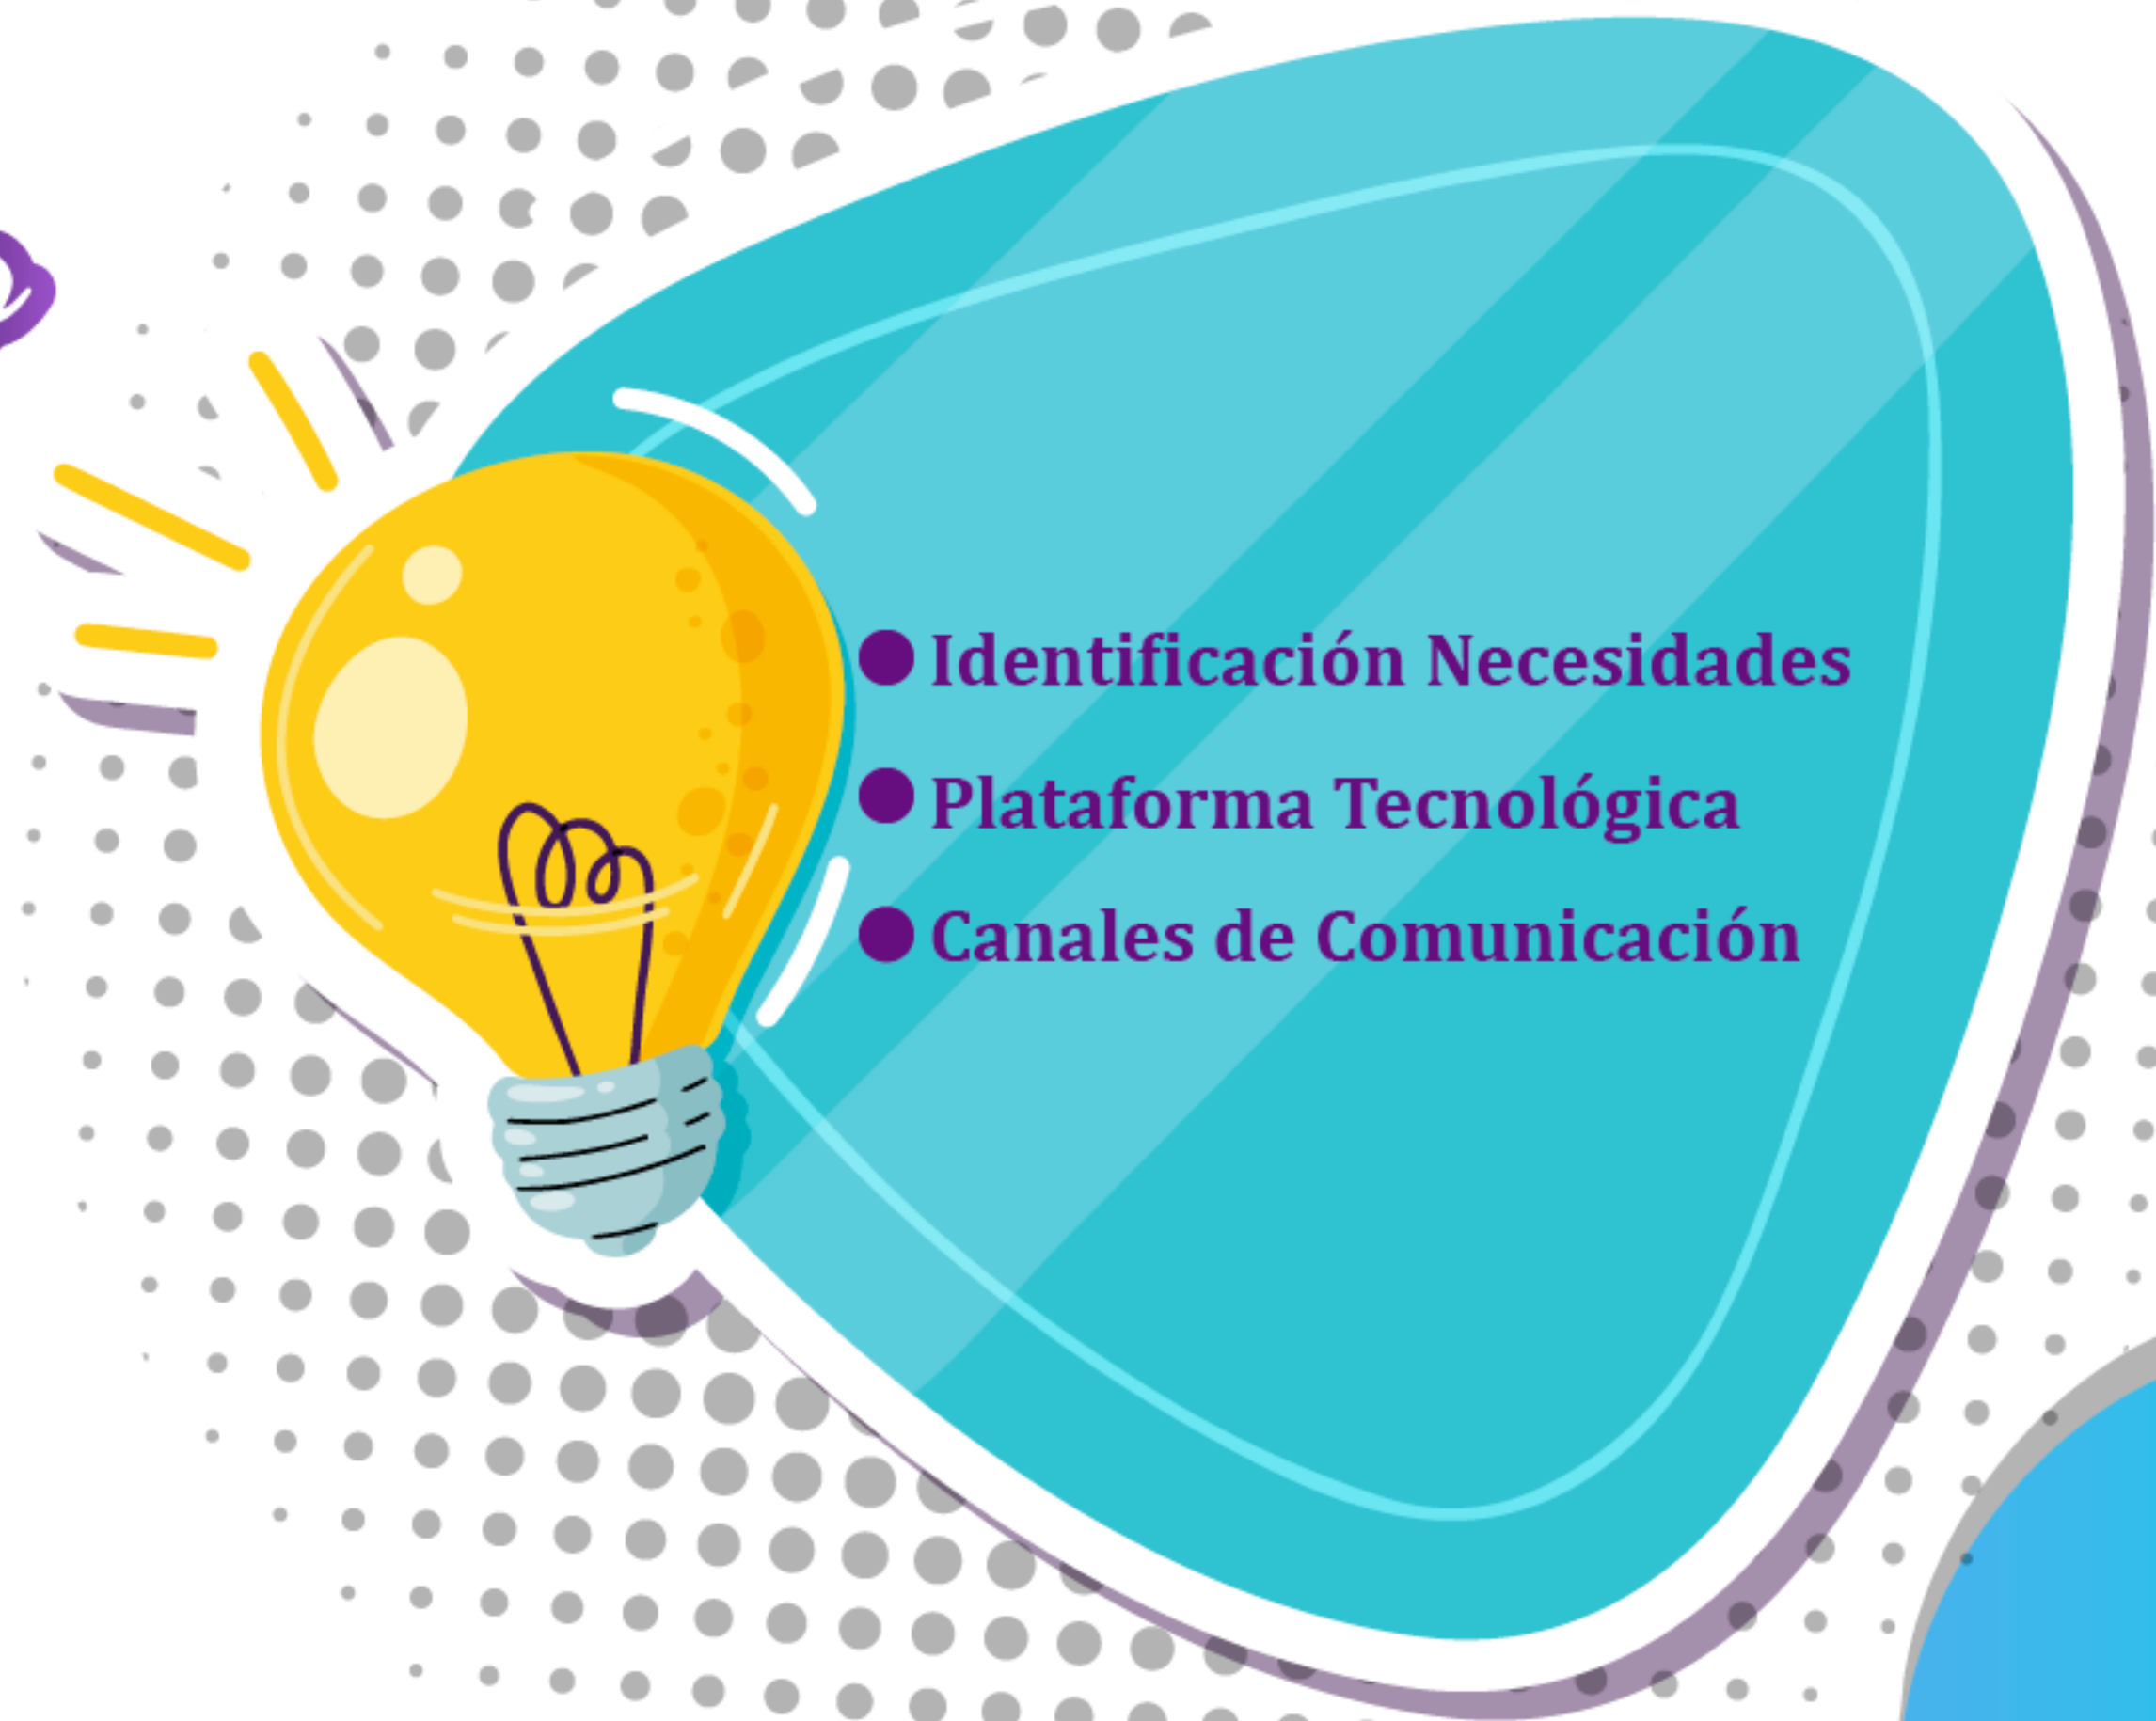 Identificación Necesidades
Plataforma Tecnológica
Canales de Comunicación